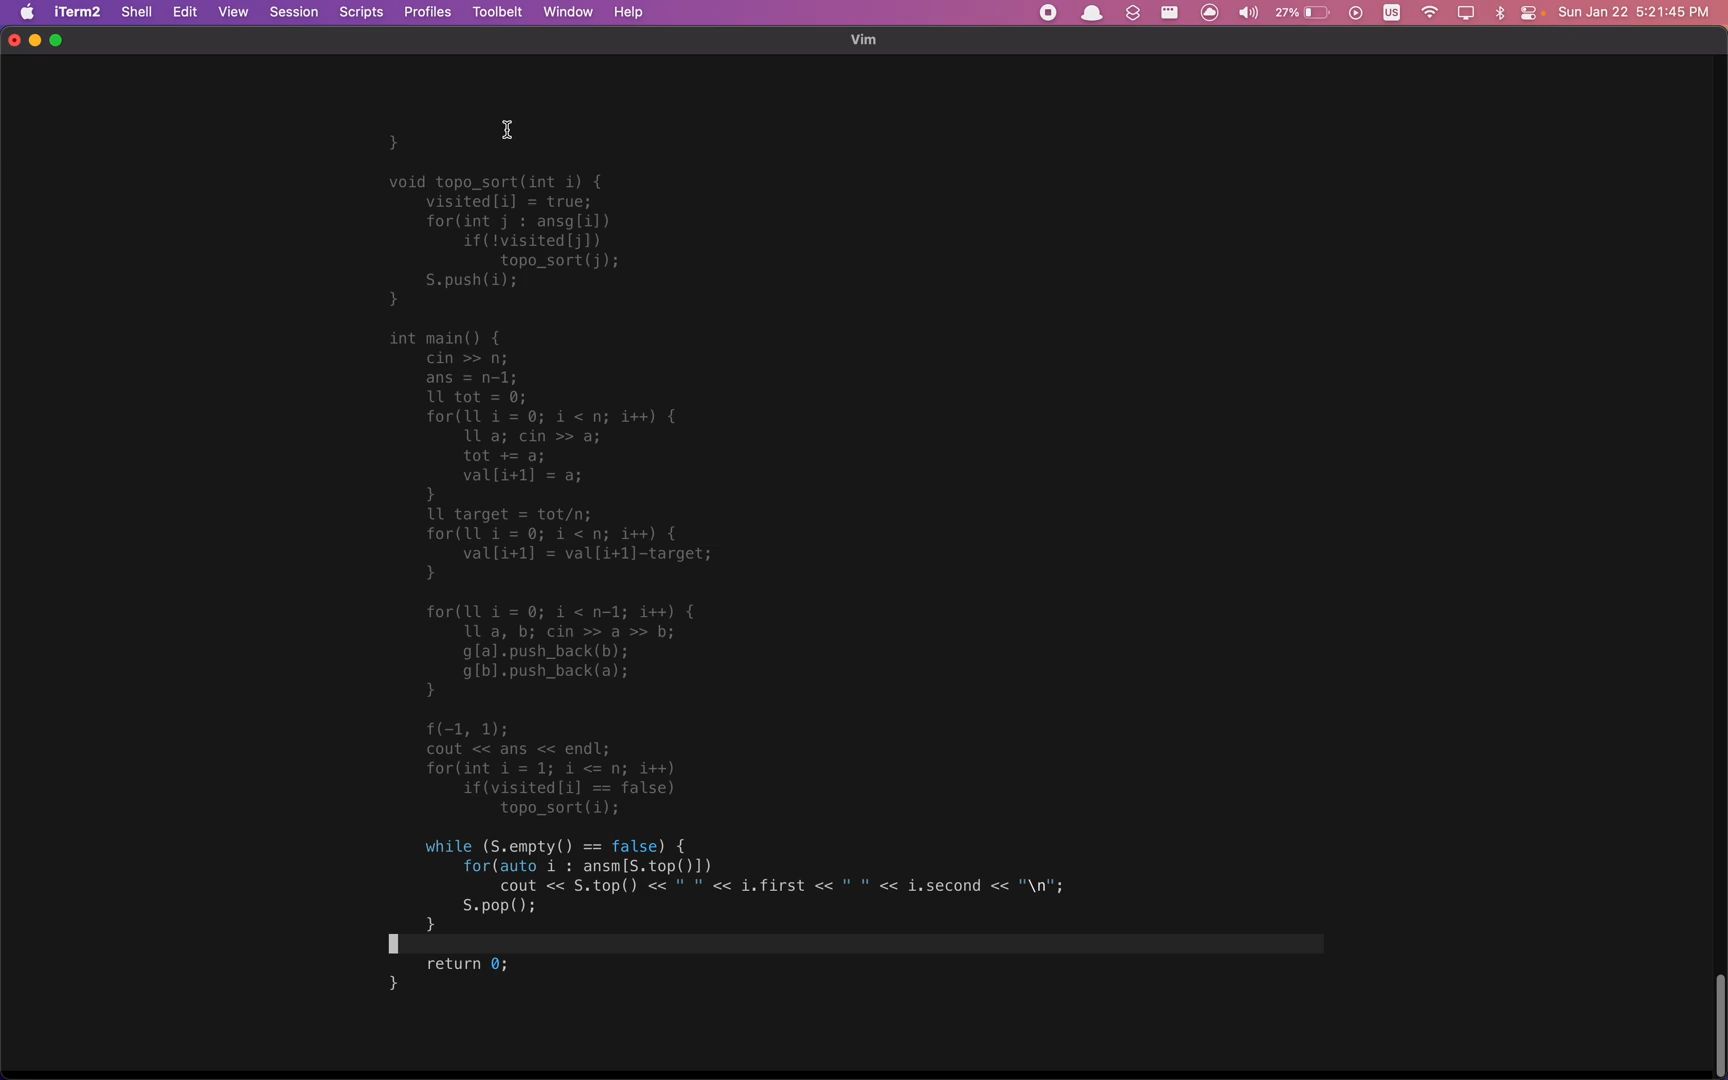 iTerm2 Shell Edit View Session Scripts Profiles Toolbelt Window Help 27% US Sun Jan 22 5:21:45 PM
Vim
}
void topo_sort(int i) {
visited[i] = true;
for(int j : ansg[i])
if(!visited[j])
topo_sort(j);
S.push(i);
}
int main() {
cin >> n;
ans = n-1;
ll tot = 0;
for(ll i = 0; i < n; i++) {
ll a; cin >> a;
tot += a;
val[i+1] = a;
}
ll target = tot/n;
for(ll i = 0; i < n; i++) {
val[i+1] = val[i+1]-target;
}
for(ll i = 0; i < n-1; i++) {
ll a, b; cin >> a >> b;
g[a].push_back(b);
g[b].push_back(a);
}
f(-1, 1);
cout << ans << endl;
for(int i = 1; i <= n; i++)
if(visited[i] == false)
topo_sort(i);
while (S.empty() == false) {
for(auto i : ansm[S.top()])
cout << S.top() << " " << i.first << " " << i.second << "\n";
S.pop();
}
return 0;
}